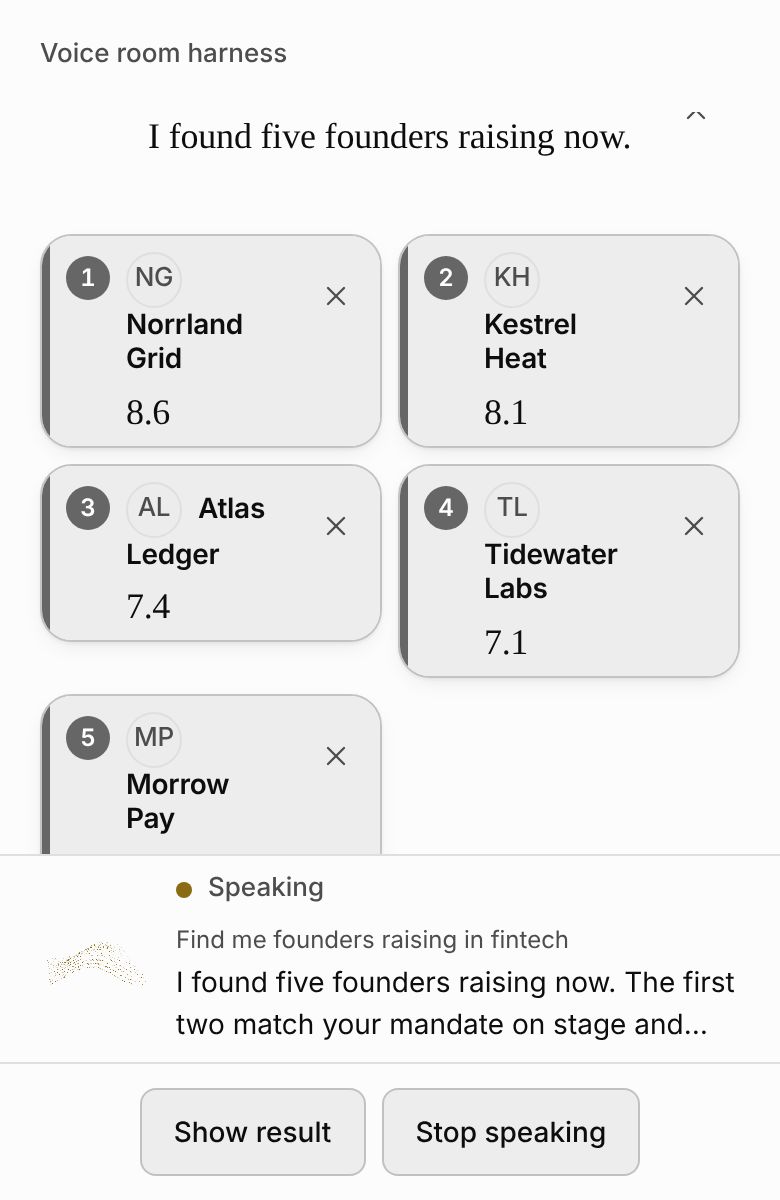 Voice room harness
I found five founders raising now.
1 NG
Norrland
Grid
8.6
2 KH
Kestrel
Heat
8.1
3 AL Atlas
Ledger
7.4
4 TL
Tidewater
Labs
7.1
5 MP
Morrow
Pay
Speaking
Find me founders raising in fintech
I found five founders raising now. The first
two match your mandate on stage and...
Show result
Stop speaking